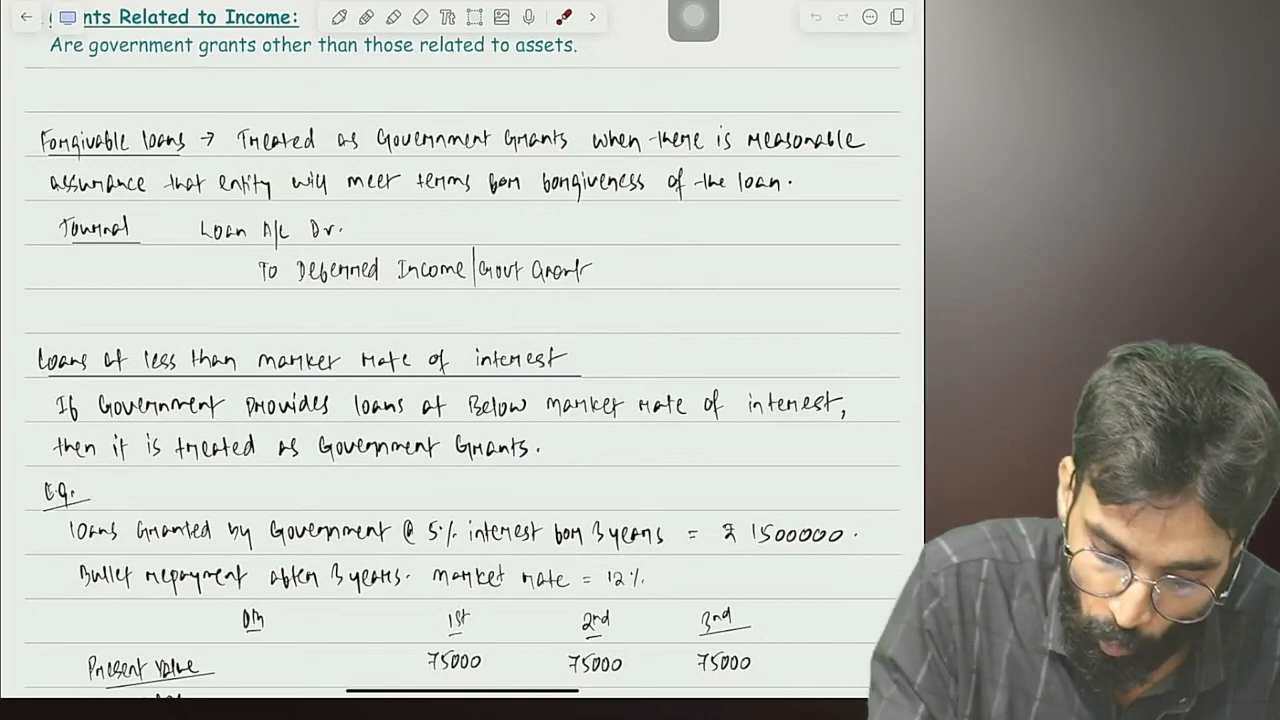 nts Related to Income:
Are government grants other than those related to assets.
Forgivable loans → Treated as Government Grants when there is reasonable
assurance that entity will meet terms for forgiveness of the loan.
Journal Loan A/c Dr.
To Deferred Income/Govt Grant
Loans at less than market rate of interest
If Government provides loans at Below market rate of interest,
then it is treated as Government Grants.
E.g.
loans Granted by Government @ 5% interest for 3 years = ₹ 1500000.
Bullet repayment after 3 years. market rate = 12%.
1st 2nd 3rd
Present value 75000 75000 75000